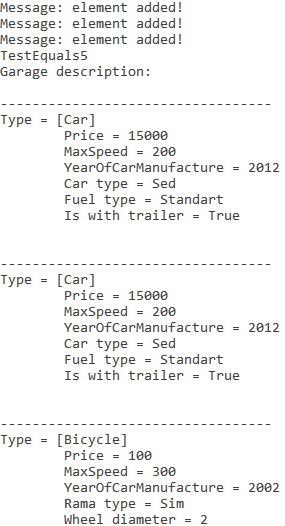 Message: element added!
Message: element added!
Message: element added!
TestEquals5
Garage description:
----------------------------------
Type = [Car]
Price = 15000
MaxSpeed = 200
YearOfCarManufacture = 2012
Car type = Sed
Fuel type = Standart
Is with trailer = True
----------------------------------
Type = [Car]
Price = 15000
MaxSpeed = 200
YearOfCarManufacture = 2012
Car type = Sed
Fuel type = Standart
Is with trailer = True
----------------------------------
Type = [Bicycle]
Price = 100
MaxSpeed = 300
YearOfCarManufacture = 2002
Rama type = Sim
Wheel diameter = 2